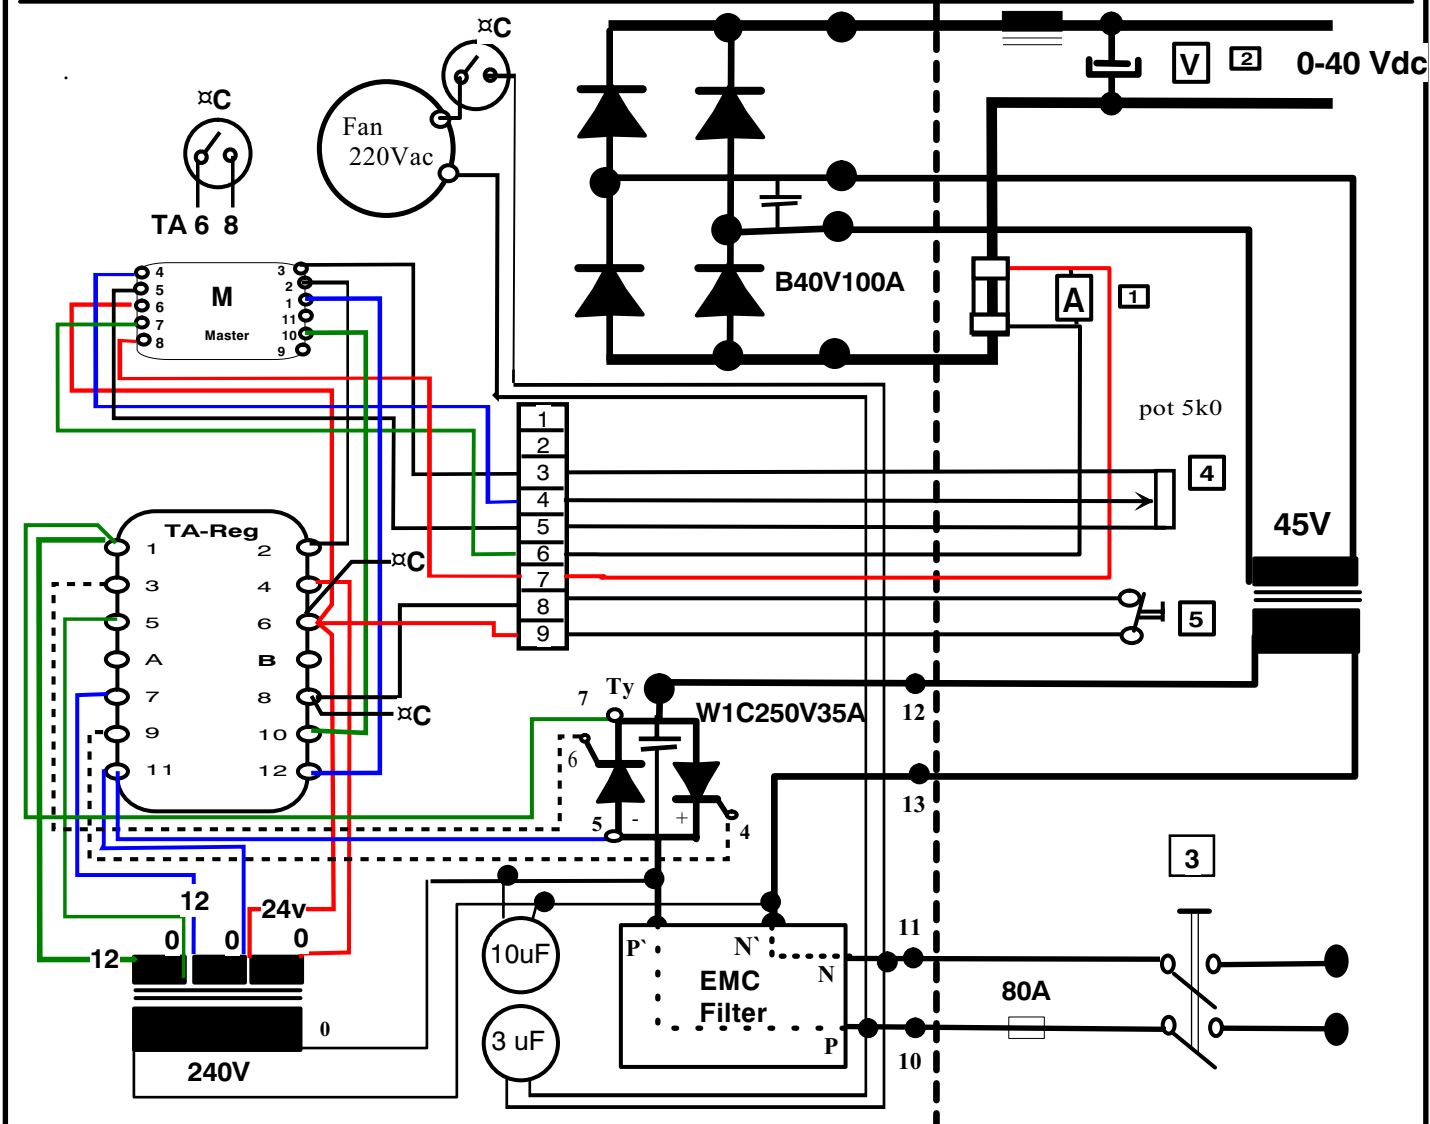 ¤C
V
2
0-40 Vdc
¤C
Fan
220Vac
TA 6 8
B40V100A
A
1
4
5
6
7
8
M
Master
3
2
1
11
10
9
pot 5k0
1
2
3
4
5
6
7
8
9
4
45V
5
TA-Reg
1 2
3 4
5 6
A B
7 8
9 10
11 12
¤C
¤C
Ty
7
W1C250V35A
6
5
-
+
4
12
13
3
12
24v
0
0
0
12
10uF
P`
N`
N
EMC
Filter
P
11
80A
10
0
3 uF
240V